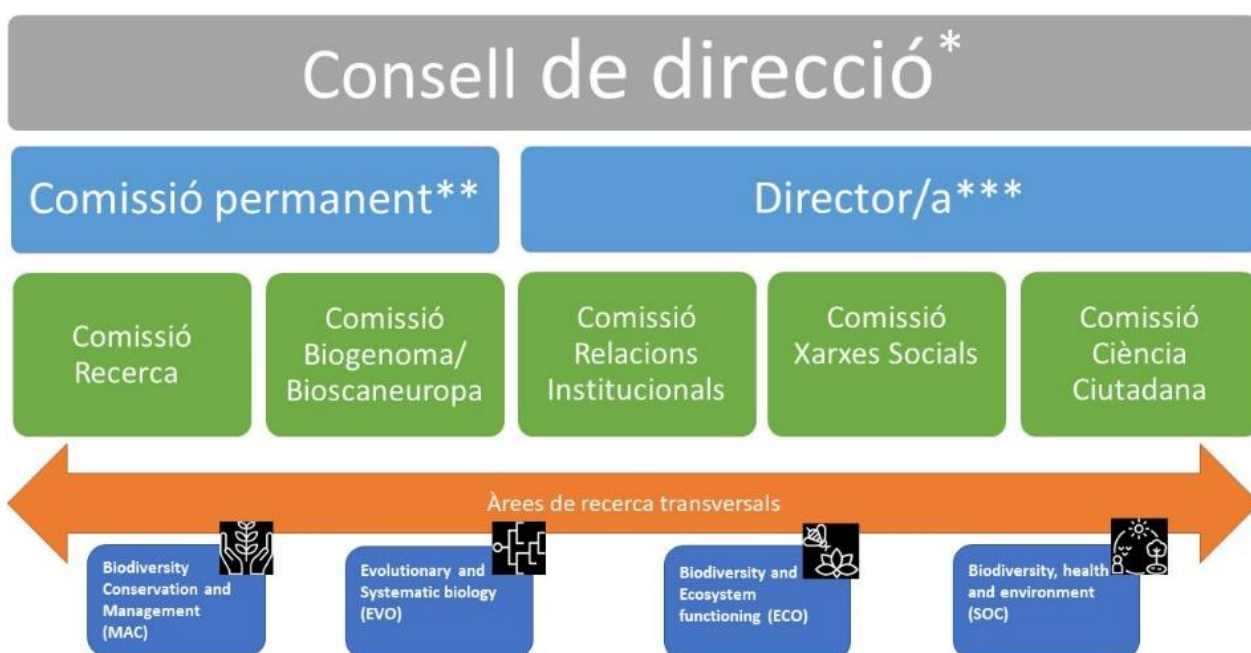 Consell de direcció*
Comissió permanent**
Director/a***
Comissió
Recerca
Comissió
Biogenoma/
Bioscaneuropa
Comissió
Relacions
Institucionals
Comissió
Xarxes Socials
Comissió
Ciència
Ciutadana
Àrees de recerca transversals
Biodiversity
Conservation and
Management
(MAC)
Evolutionary and
Systematic biology
(EVO)
Biodiversity and
Ecosystem
functioning (ECO)
Biodiversity, health
and environment
(SOC)